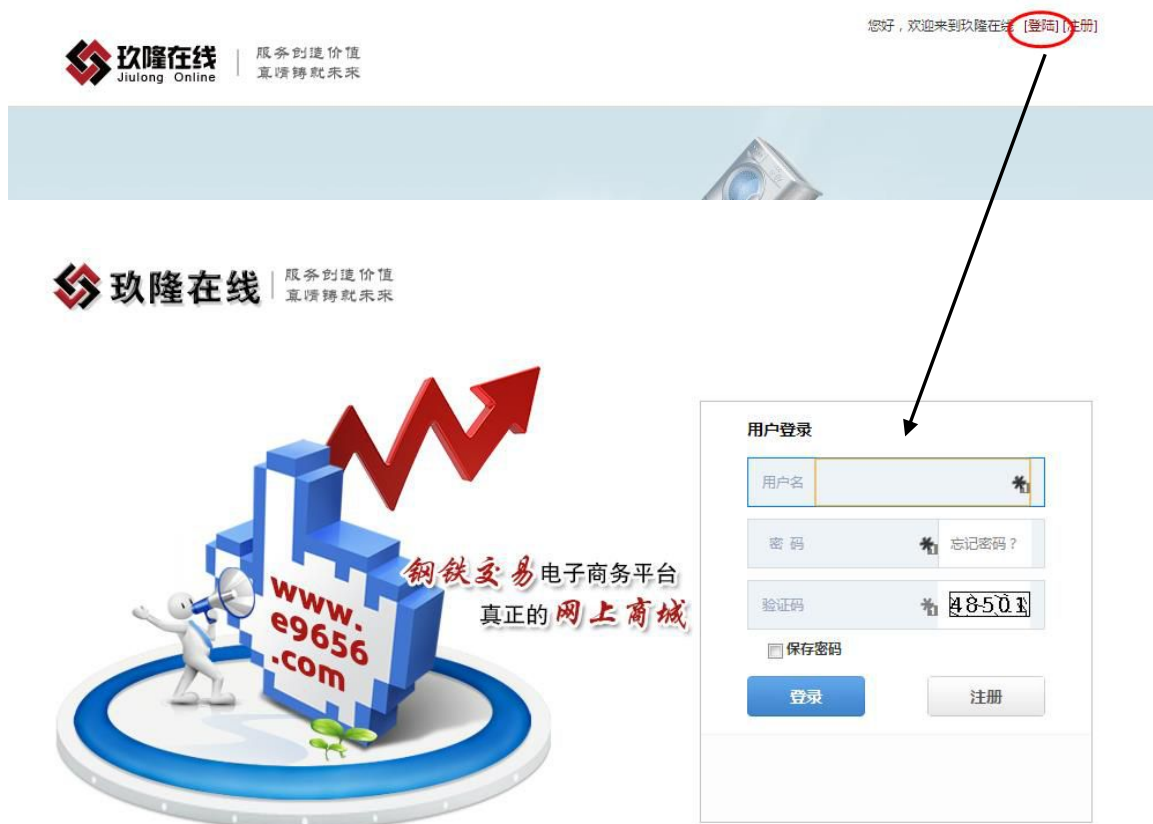 您好，欢迎来到玖隆在线 [登陆] [注册]
玖隆在线
Jiulong Online
服务创造价值
真情铸就未来
玖隆在线
服务创造价值
真情铸就未来
用户登录
用户名
密 码
忘记密码？
验证码
48501
保存密码
登录
注册
钢铁交易电子商务平台
真正的网上商城
www.
e9656
.com